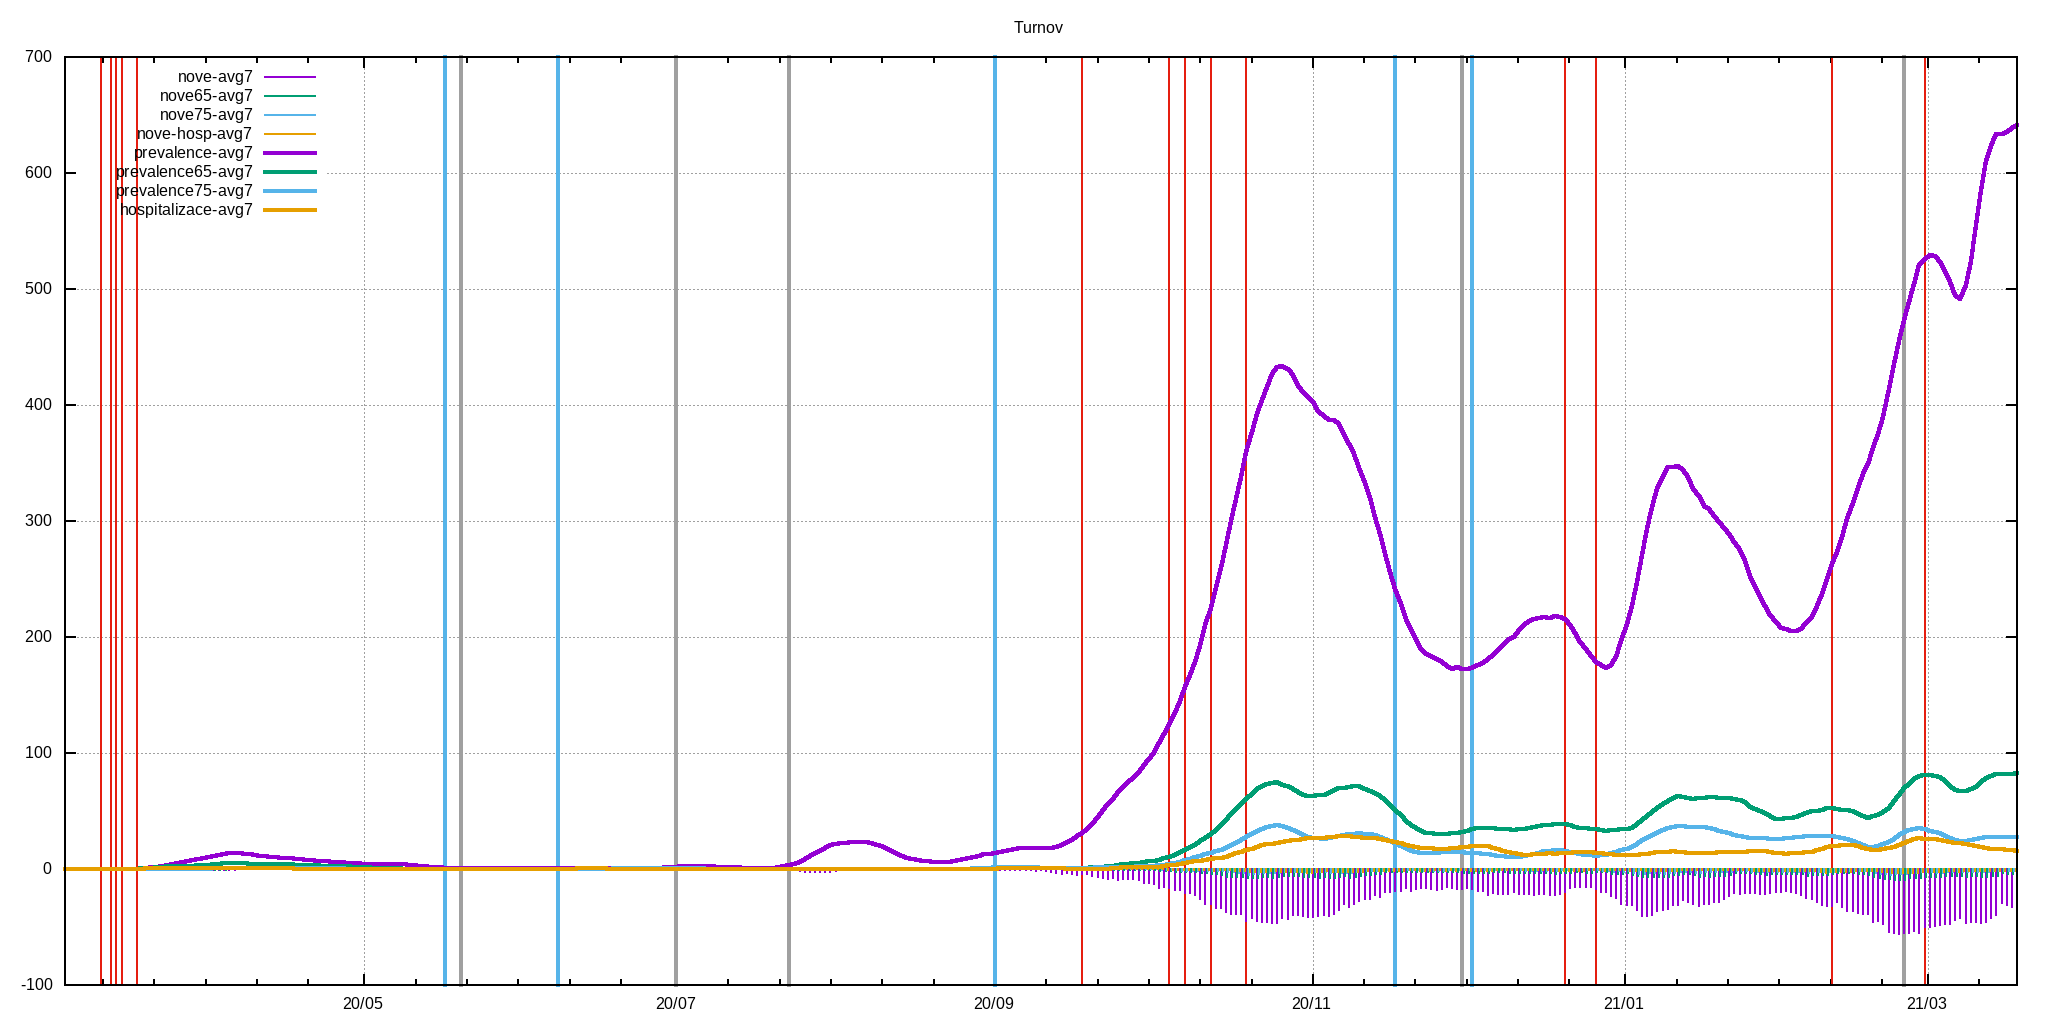 Turnov
700
600
500
400
300
200
100
0
-100
nove-avg7
nove65-avg7
nove75-avg7
nove-hosp-avg7
prevalence-avg7
prevalence65-avg7
prevalence75-avg7
hospitalizace-avg7
20/05 20/07 20/09 20/11 21/01 21/03